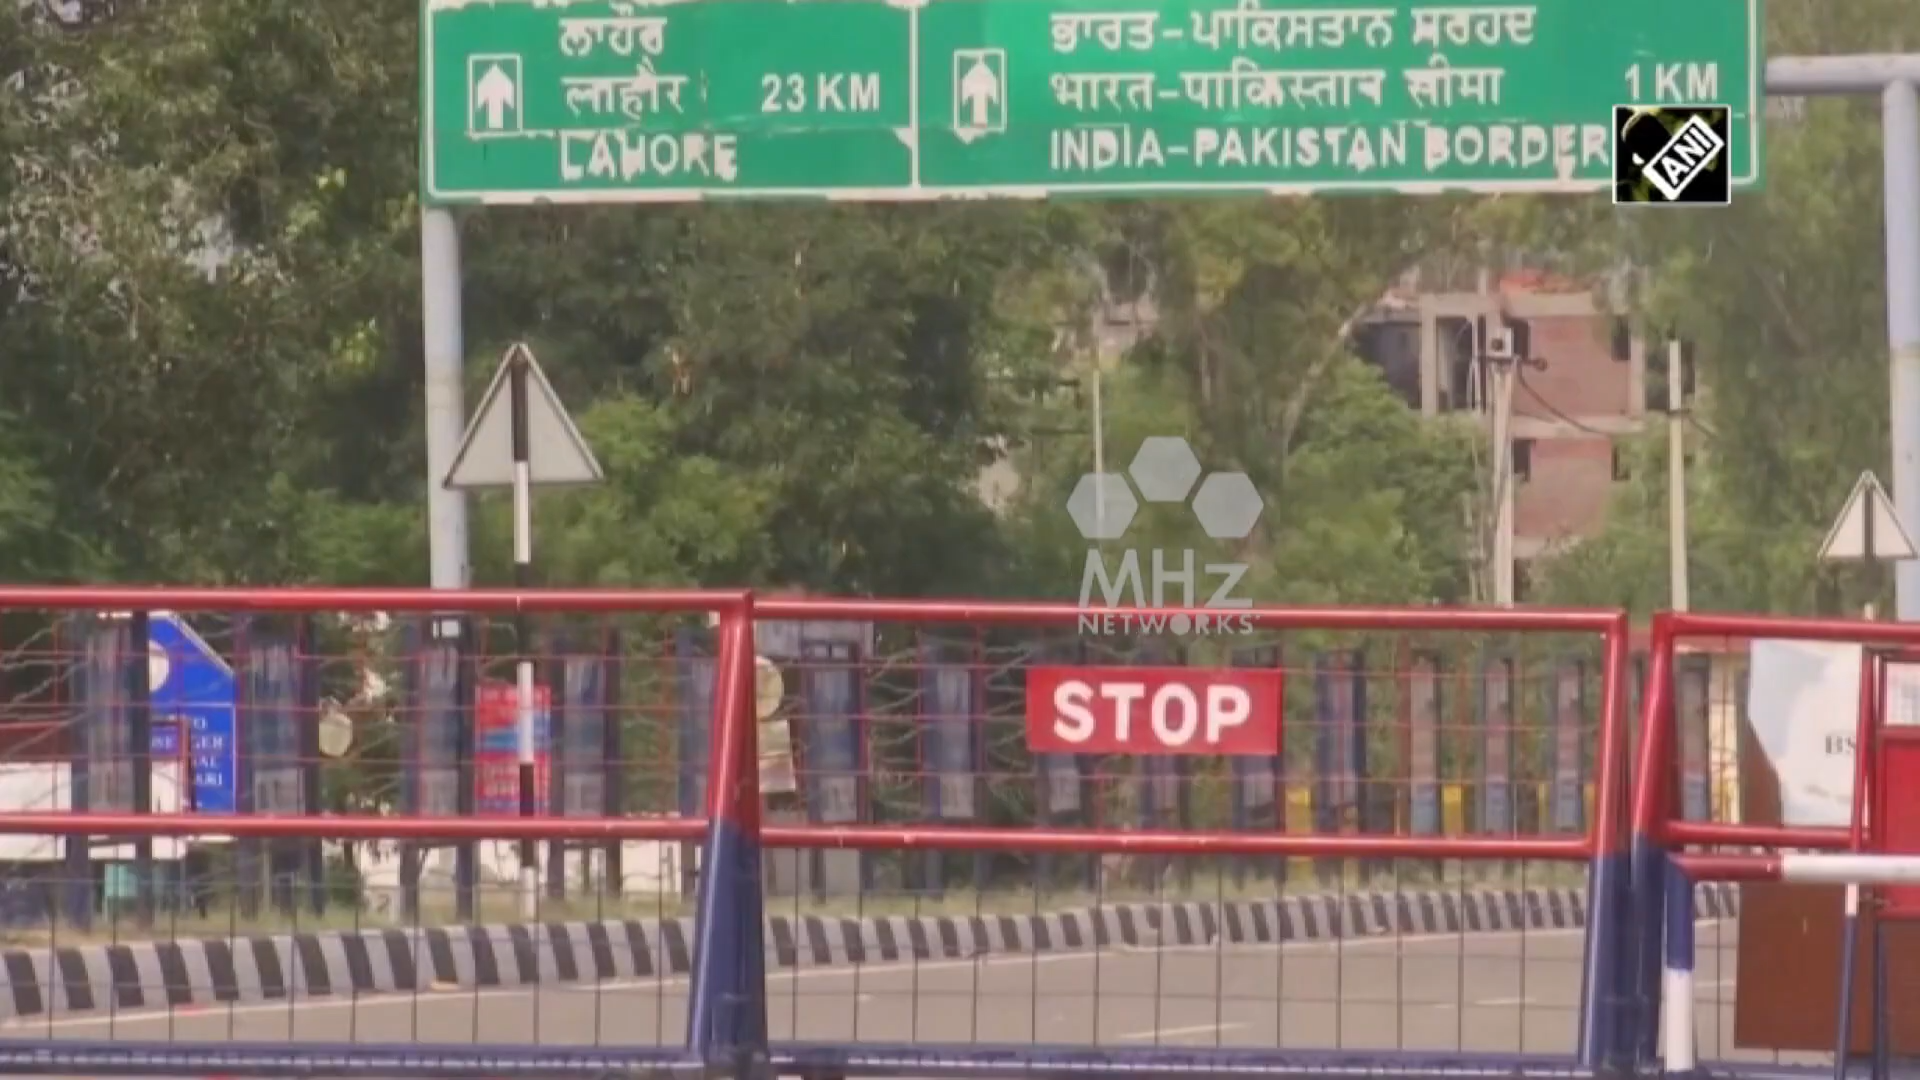 ਲਾਹੌਰ
लाहौर 23 KM
LAHORE
ਭਾਰਤ-ਪਾਕਿਸਤਾਨ ਸਰਹਦ
भारत-पाकिस्तान सीमा 1 KM
INDIA-PAKISTAN BORDER
ANI
MHz
NETWORKS
STOP